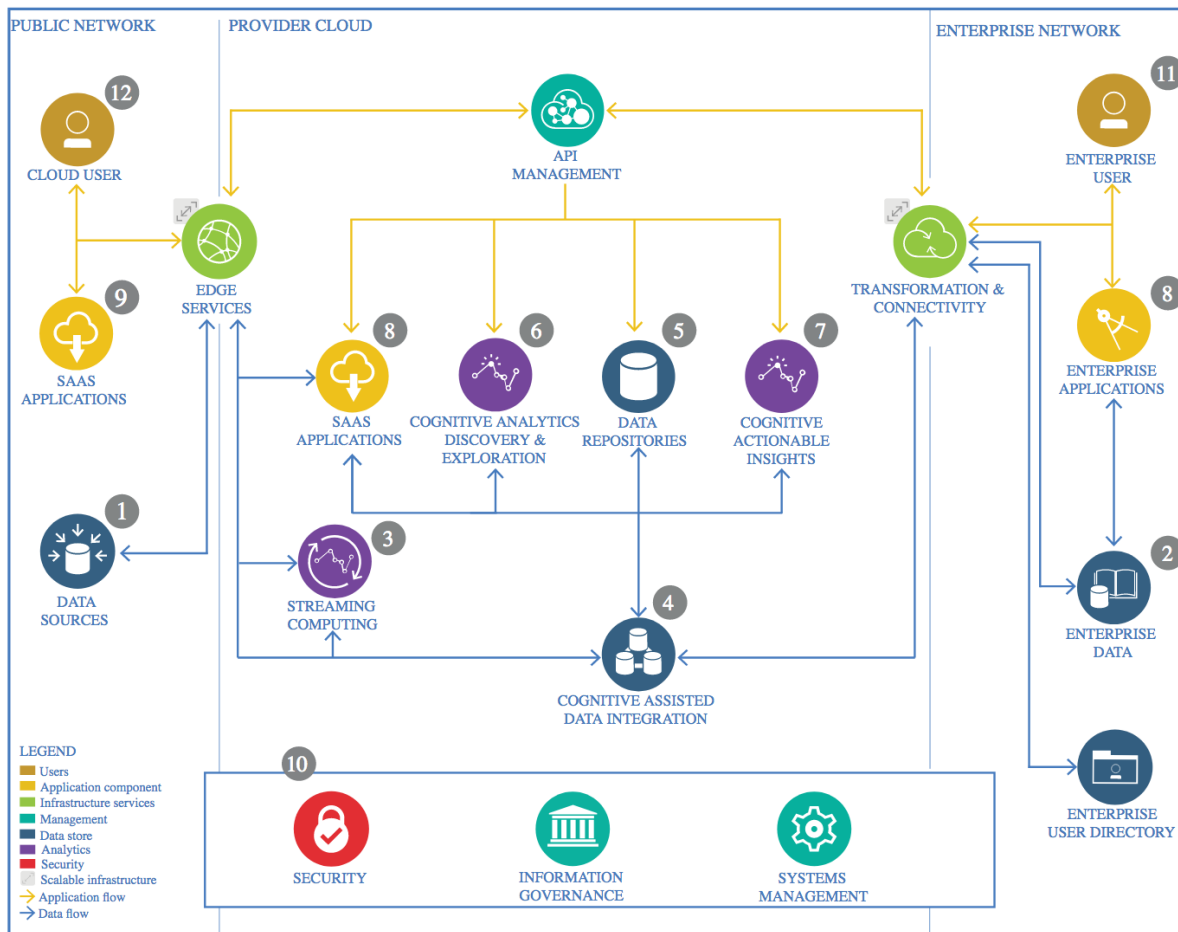 PUBLIC NETWORK
PROVIDER CLOUD
ENTERPRISE NETWORK
12
CLOUD USER
9
SAAS
APPLICATIONS
1
DATA
SOURCES
EDGE
SERVICES
API
MANAGEMENT
8
SAAS
APPLICATIONS
6
COGNITIVE ANALYTICS
DISCOVERY &
EXPLORATION
5
DATA
REPOSITORIES
7
COGNITIVE
ACTIONABLE
INSIGHTS
3
STREAMING
COMPUTING
4
COGNITIVE ASSISTED
DATA INTEGRATION
TRANSFORMATION &
CONNECTIVITY
11
ENTERPRISE
USER
8
ENTERPRISE
APPLICATIONS
2
ENTERPRISE
DATA
ENTERPRISE
USER DIRECTORY
10
SECURITY
INFORMATION
GOVERNANCE
SYSTEMS
MANAGEMENT
LEGEND
Users
Application component
Infrastructure services
Management
Data store
Analytics
Security
Scalable infrastructure
Application flow
Data flow